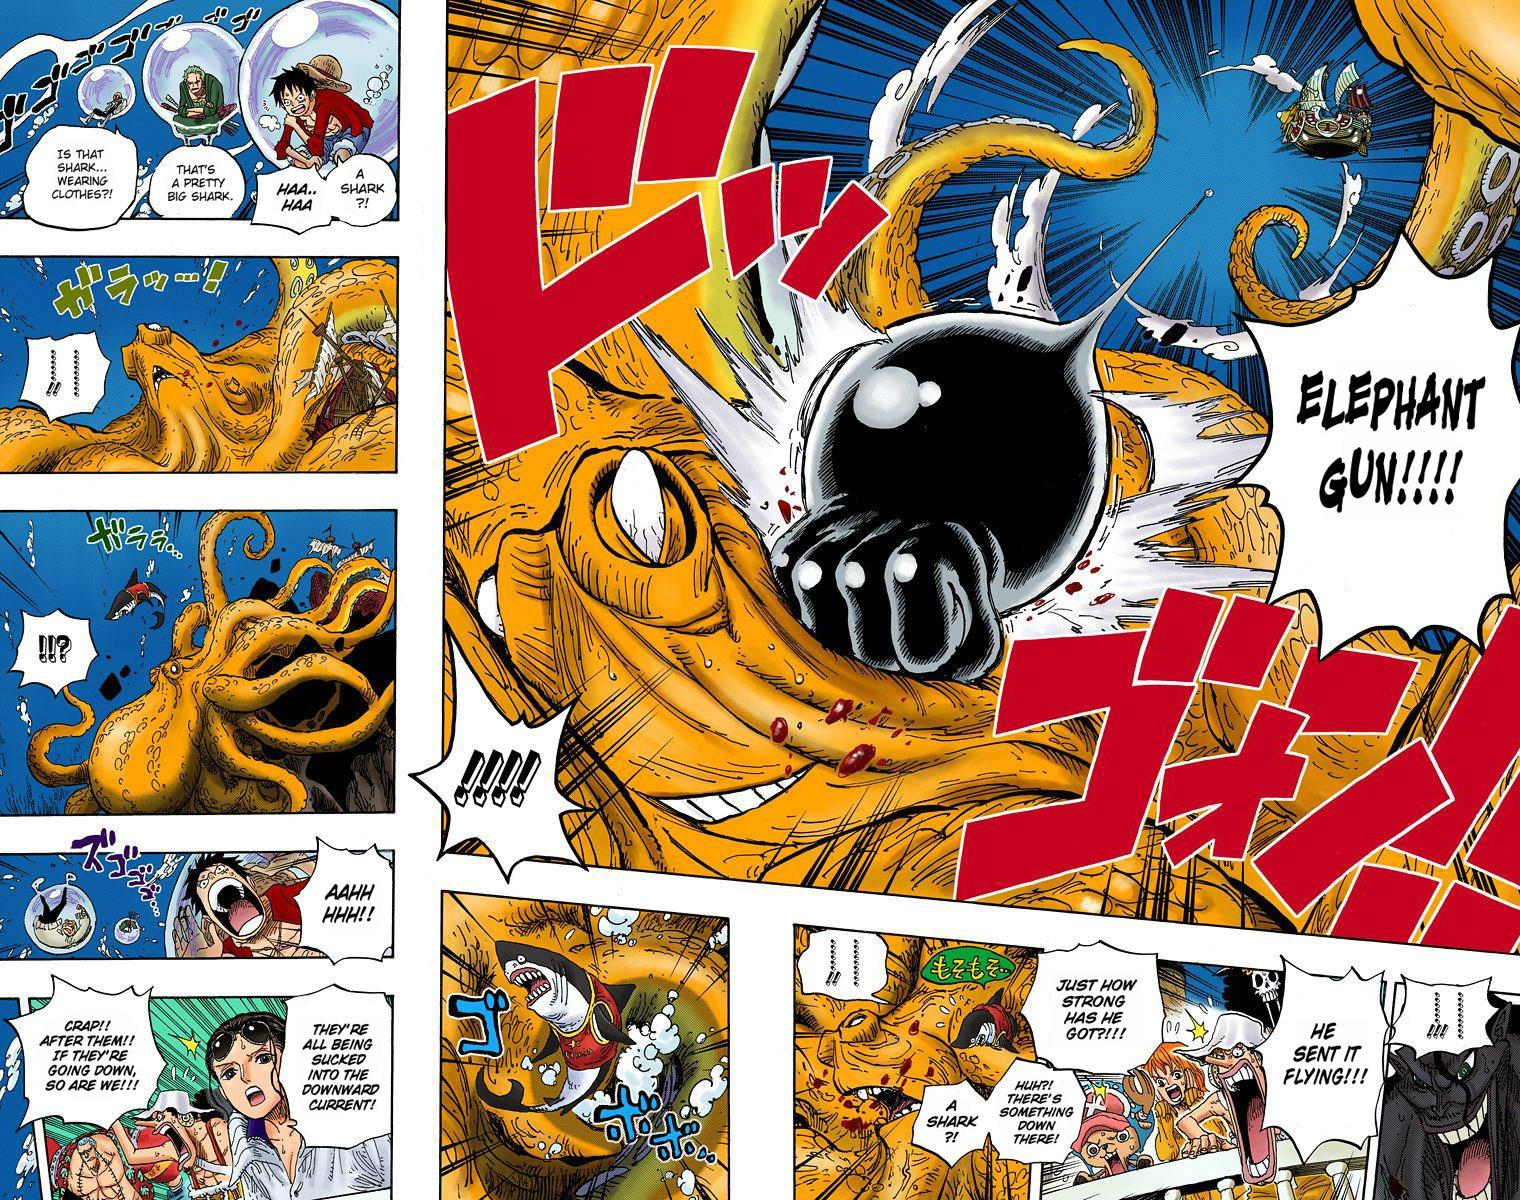 ELEPHANT
GUN!!!!
ドッ
ゴォン!!
!!!!
HE
SENT IT
FLYING!!!
JUST HOW
STRONG
HAS HE
GOT?!!!
HUH?!
THERE'S
SOMETHING
DOWN
THERE!
もそもそ‥
A
SHARK
?!
ゴ
ボ
ボボ…
A
SHARK
?!
HAA..
HAA
THAT'S
A PRETTY
BIG SHARK.
IS THAT
SHARK...
WEARING
CLOTHES?!
ゴゴゴゴゴ
ガラッ…!
ガララ…
!!?
AAHH
HHH!!
ズゴゴゴ…
THEY'RE
ALL BEING
SUCKED
INTO THE
DOWNWARD
CURRENT!
CRAP!!
AFTER THEM!!
IF THEY'RE
GOING DOWN,
SO ARE WE!!!